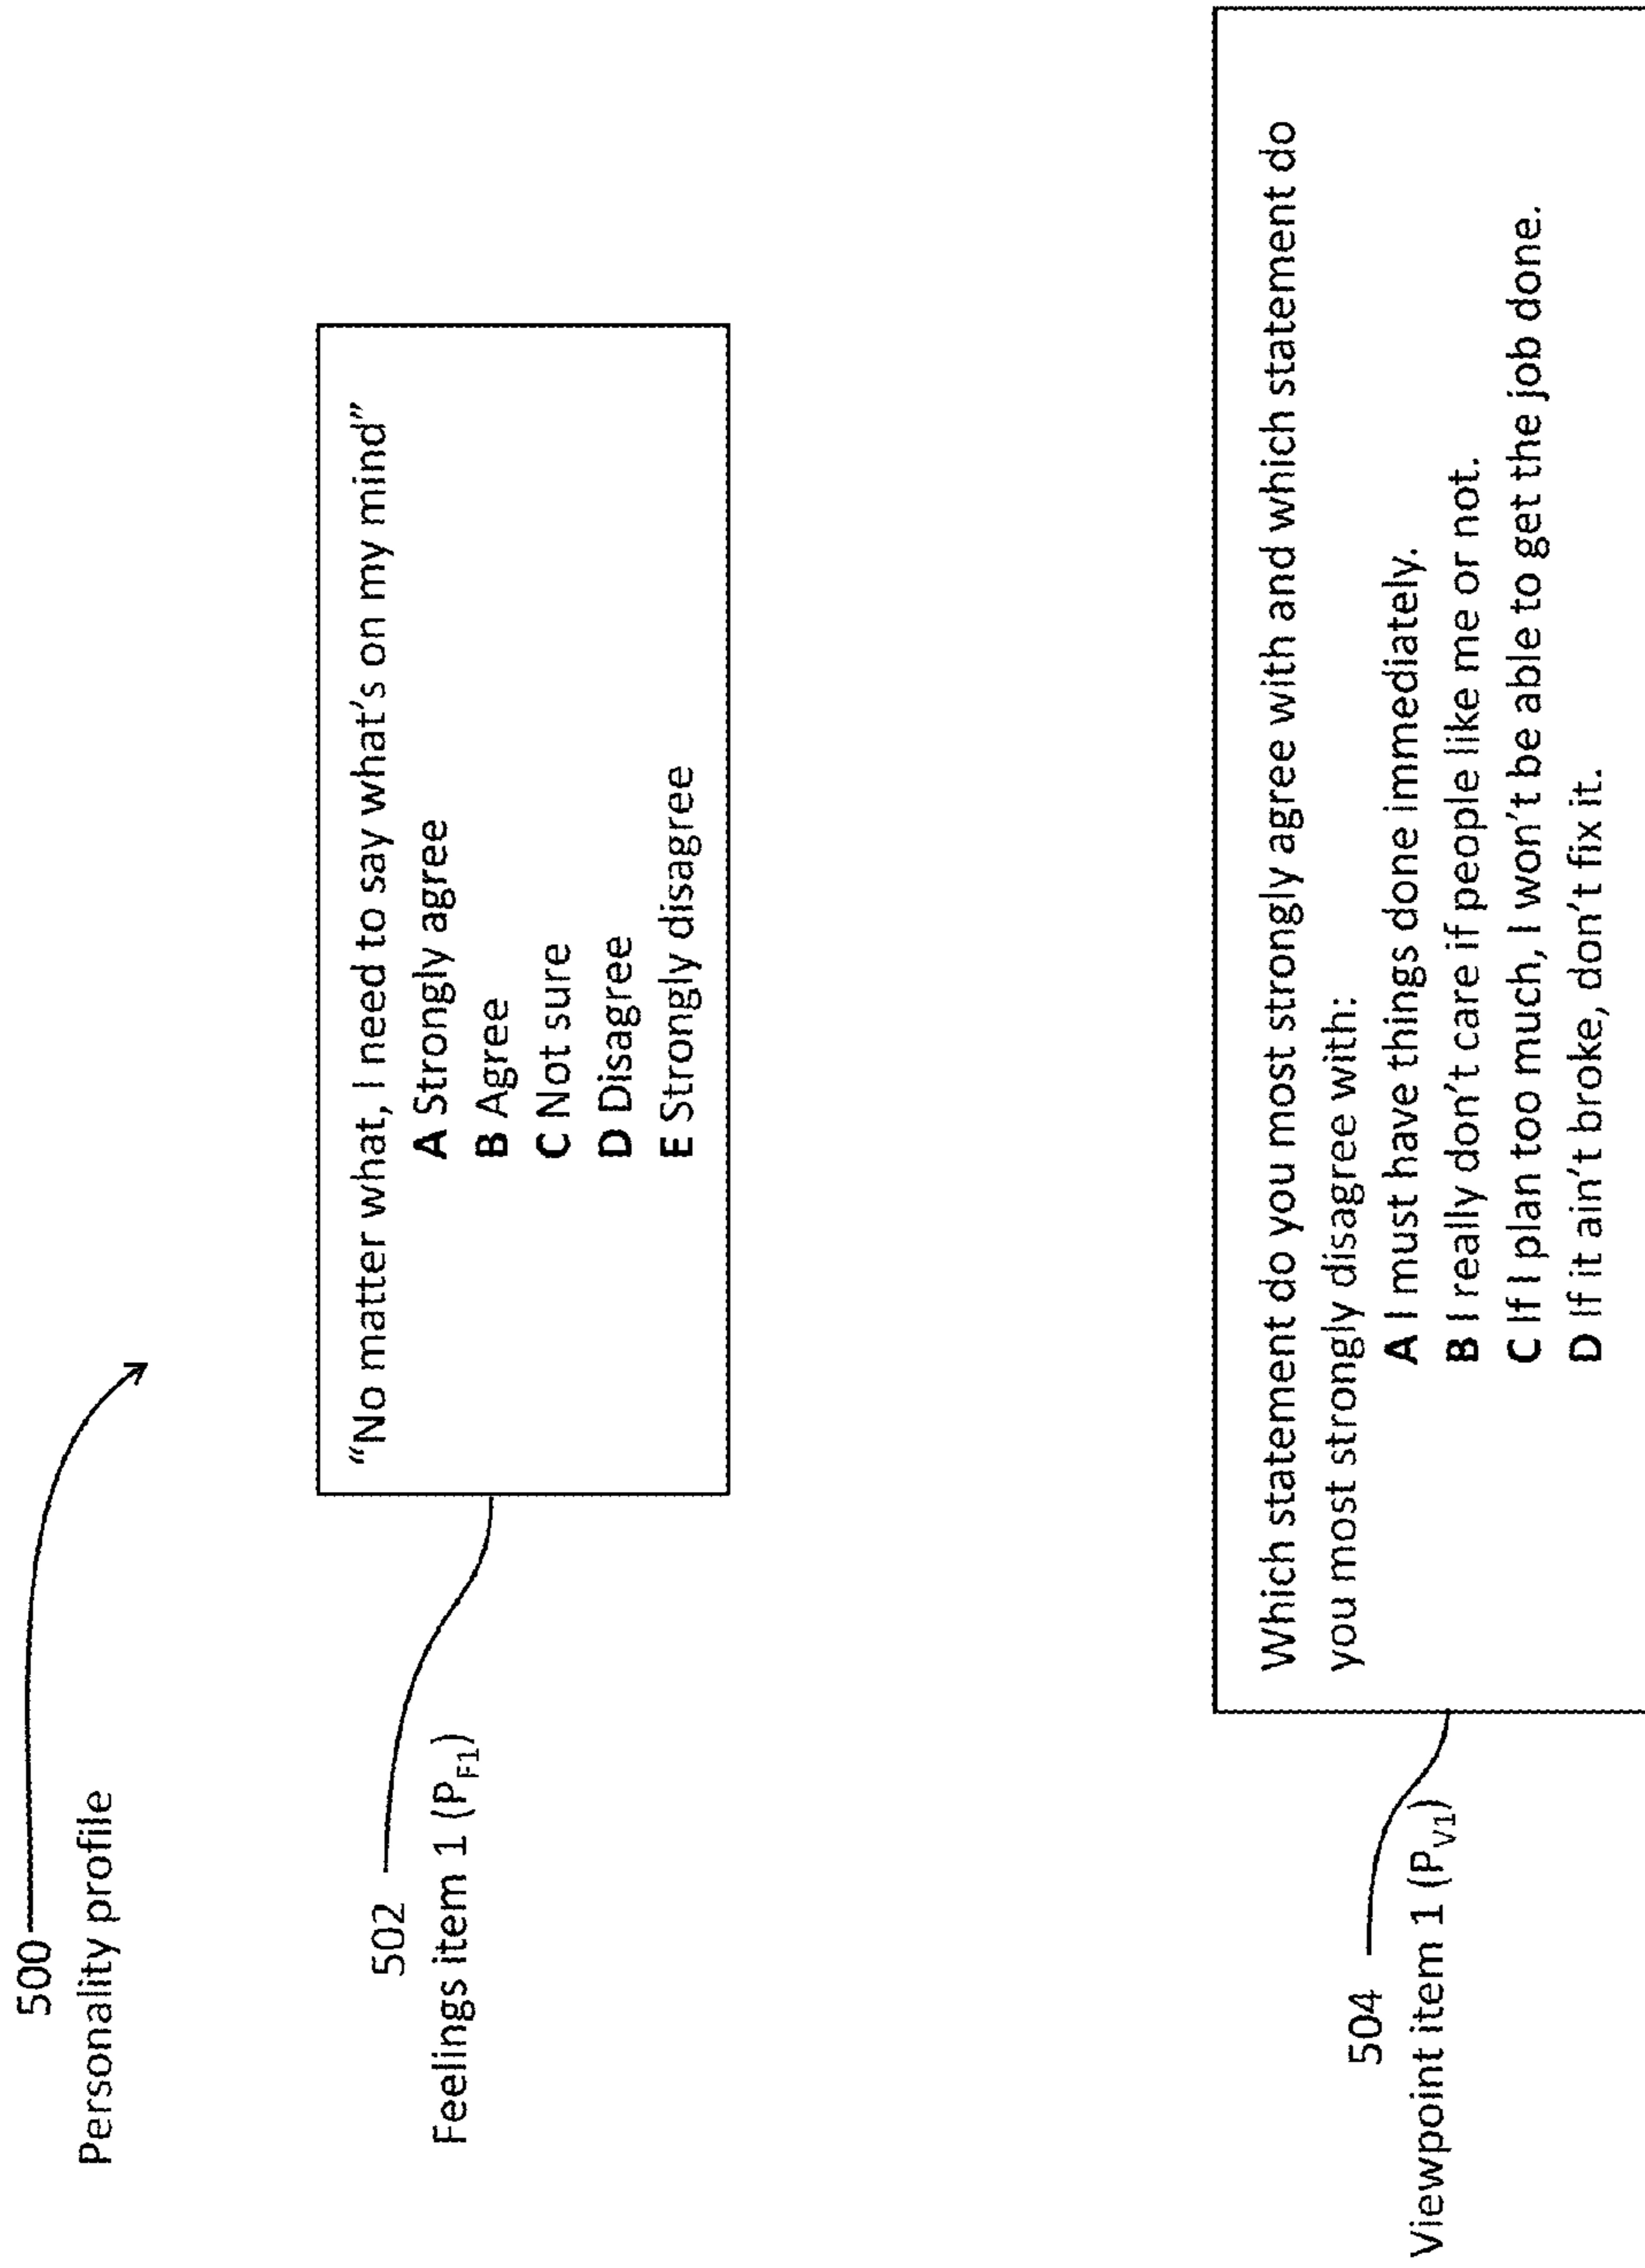 500
Personality profile
502
Feelings item 1 (P_F1)
“No matter what, I need to say what's on my mind”
A Strongly agree
B Agree
C Not sure
D Disagree
E Strongly disagree
504
Viewpoint item 1 (P_V1)
Which statement do you most strongly agree with and which statement do
you most strongly disagree with:
A I must have things done immediately.
B I really don't care if people like me or not.
C If I plan too much, I won't be able to get the job done.
D If it ain't broke, don't fix it.